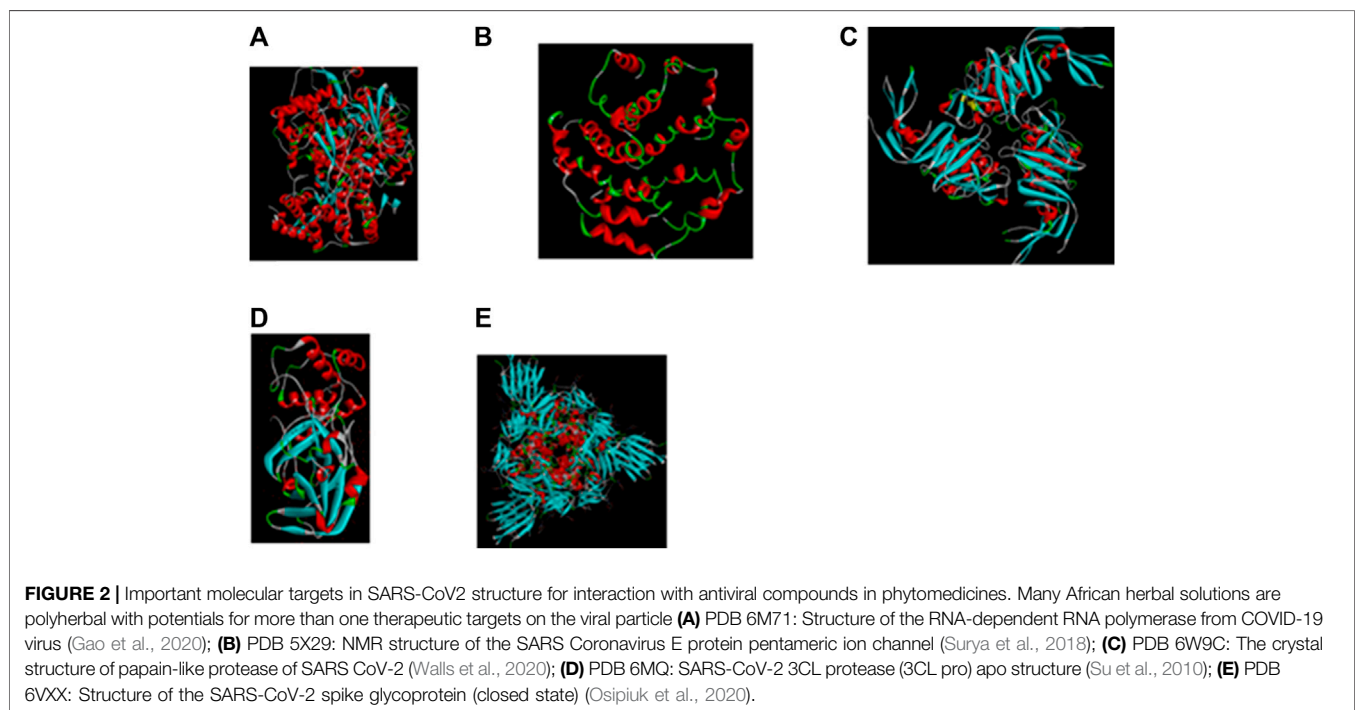 A
B
C
D
E
FIGURE 2 | Important molecular targets in SARS-CoV2 structure for interaction with antiviral compounds in phytomedicines. Many African herbal solutions are
polyherbal with potentials for more than one therapeutic targets on the viral particle (A) PDB 6M71: Structure of the RNA-dependent RNA polymerase from COVID-19
virus (Gao et al., 2020); (B) PDB 5X29: NMR structure of the SARS Coronavirus E protein pentameric ion channel (Surya et al., 2018); (C) PDB 6W9C: The crystal
structure of papain-like protease of SARS CoV-2 (Walls et al., 2020); (D) PDB 6MQ: SARS-CoV-2 3CL protease (3CL pro) apo structure (Su et al., 2010); (E) PDB
6VXX: Structure of the SARS-CoV-2 spike glycoprotein (closed state) (Osipiuk et al., 2020).